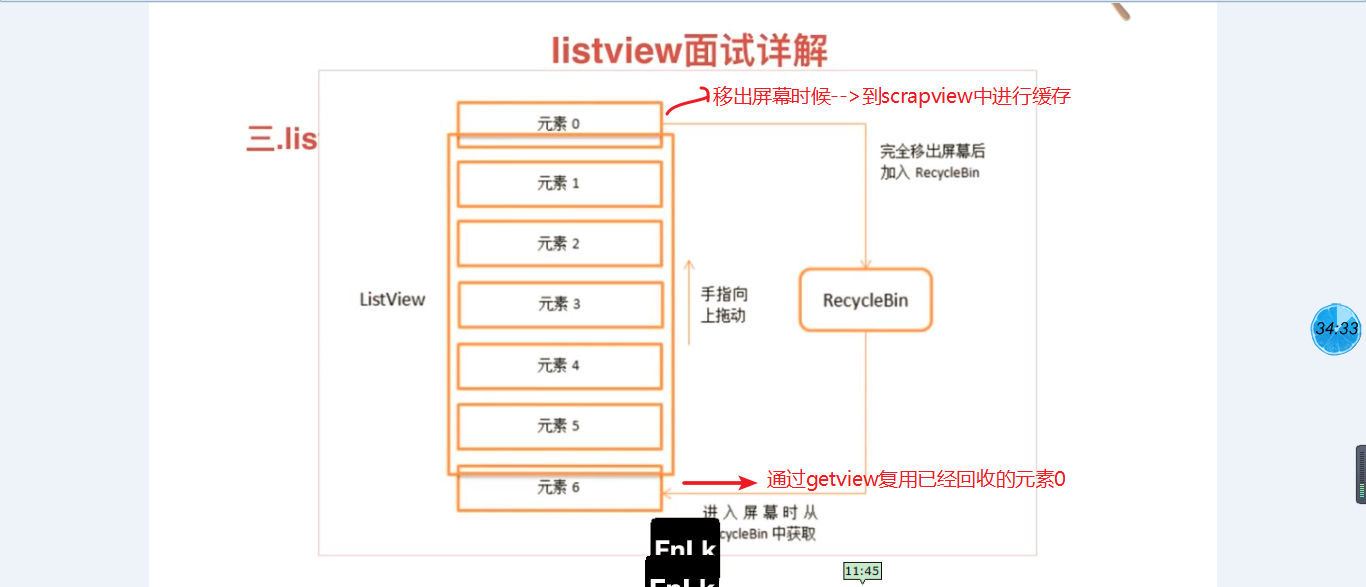 listview面试详解
移出屏幕时候-->到scrapview中进行缓存
三.lis
元素 0
完全移出屏幕后
加入 RecycleBin
元素 1
元素 2
ListView
元素 3
手指向
上拖动
RecycleBin
34:33
元素 4
元素 5
元素 6
通过getview复用已经回收的元素0
进入屏幕时从
cycleBin 中获取
11:45